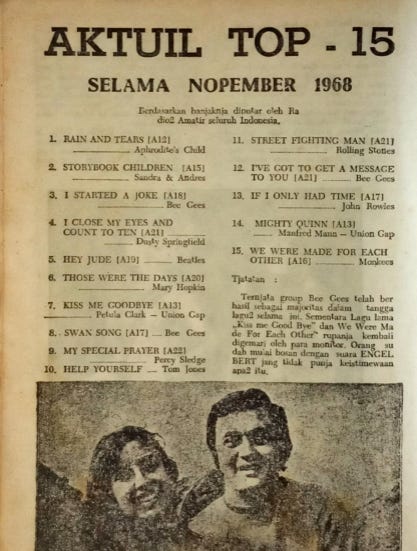 AKTUIL TOP - 15
SELAMA NOPEMBER 1968
Berdasarkan banjaknja diputar oleh Ra
dio2 Amatir seluruh Indonesia.
1. RAIN AND TEARS [A12]
Aphrodite's Child
2. STORYBOOK CHILDREN [A15]
Sandra & Andres
3. I STARTED A JOKE [A18]
Bee Gees
4. I CLOSE MY EYES AND
COUNT TO TEN [A21]
Dusty Springfield
5. HEY JUDE [A19] Beatles
6. THOSE WERE THE DAYS [A20]
Mary Hopkin
7. KISS ME GOODBYE [A13]
Petula Clark - Union Gap
8. SWAN SONG [A17] Bee Gees
9. MY SPECIAL PRAYER [A22]
Percy Sledge
10. HELP YOURSELF Tom Jones
11. STREET FIGHTING MAN [A21]
Rolling Stones
12. I'VE GOT TO GET A MESSAGE
TO YOU [A21] Bee Gees
13. IF I ONLY HAD TIME [A17]
John Rowles
14. MIGHTY QUINN [A13]
Manfred Mann - Union Gap
15. WE WERE MADE FOR EACH
OTHER [A16] Monkees
Tjatatan :
Ternjata group Bee Gees telah ber
hasil sebagai majoritas dalam tangga
lagu2 selama ini. Sementara Lagu lama
„Kiss me Good Bye" dan We Were Ma
de For Each Other" rupanja kembali
digemari oleh para monitor. Orang su
dah mulai bosan dengan suara ENGEL
BERT jang tidak punja keistimewaan
apa2 itu.